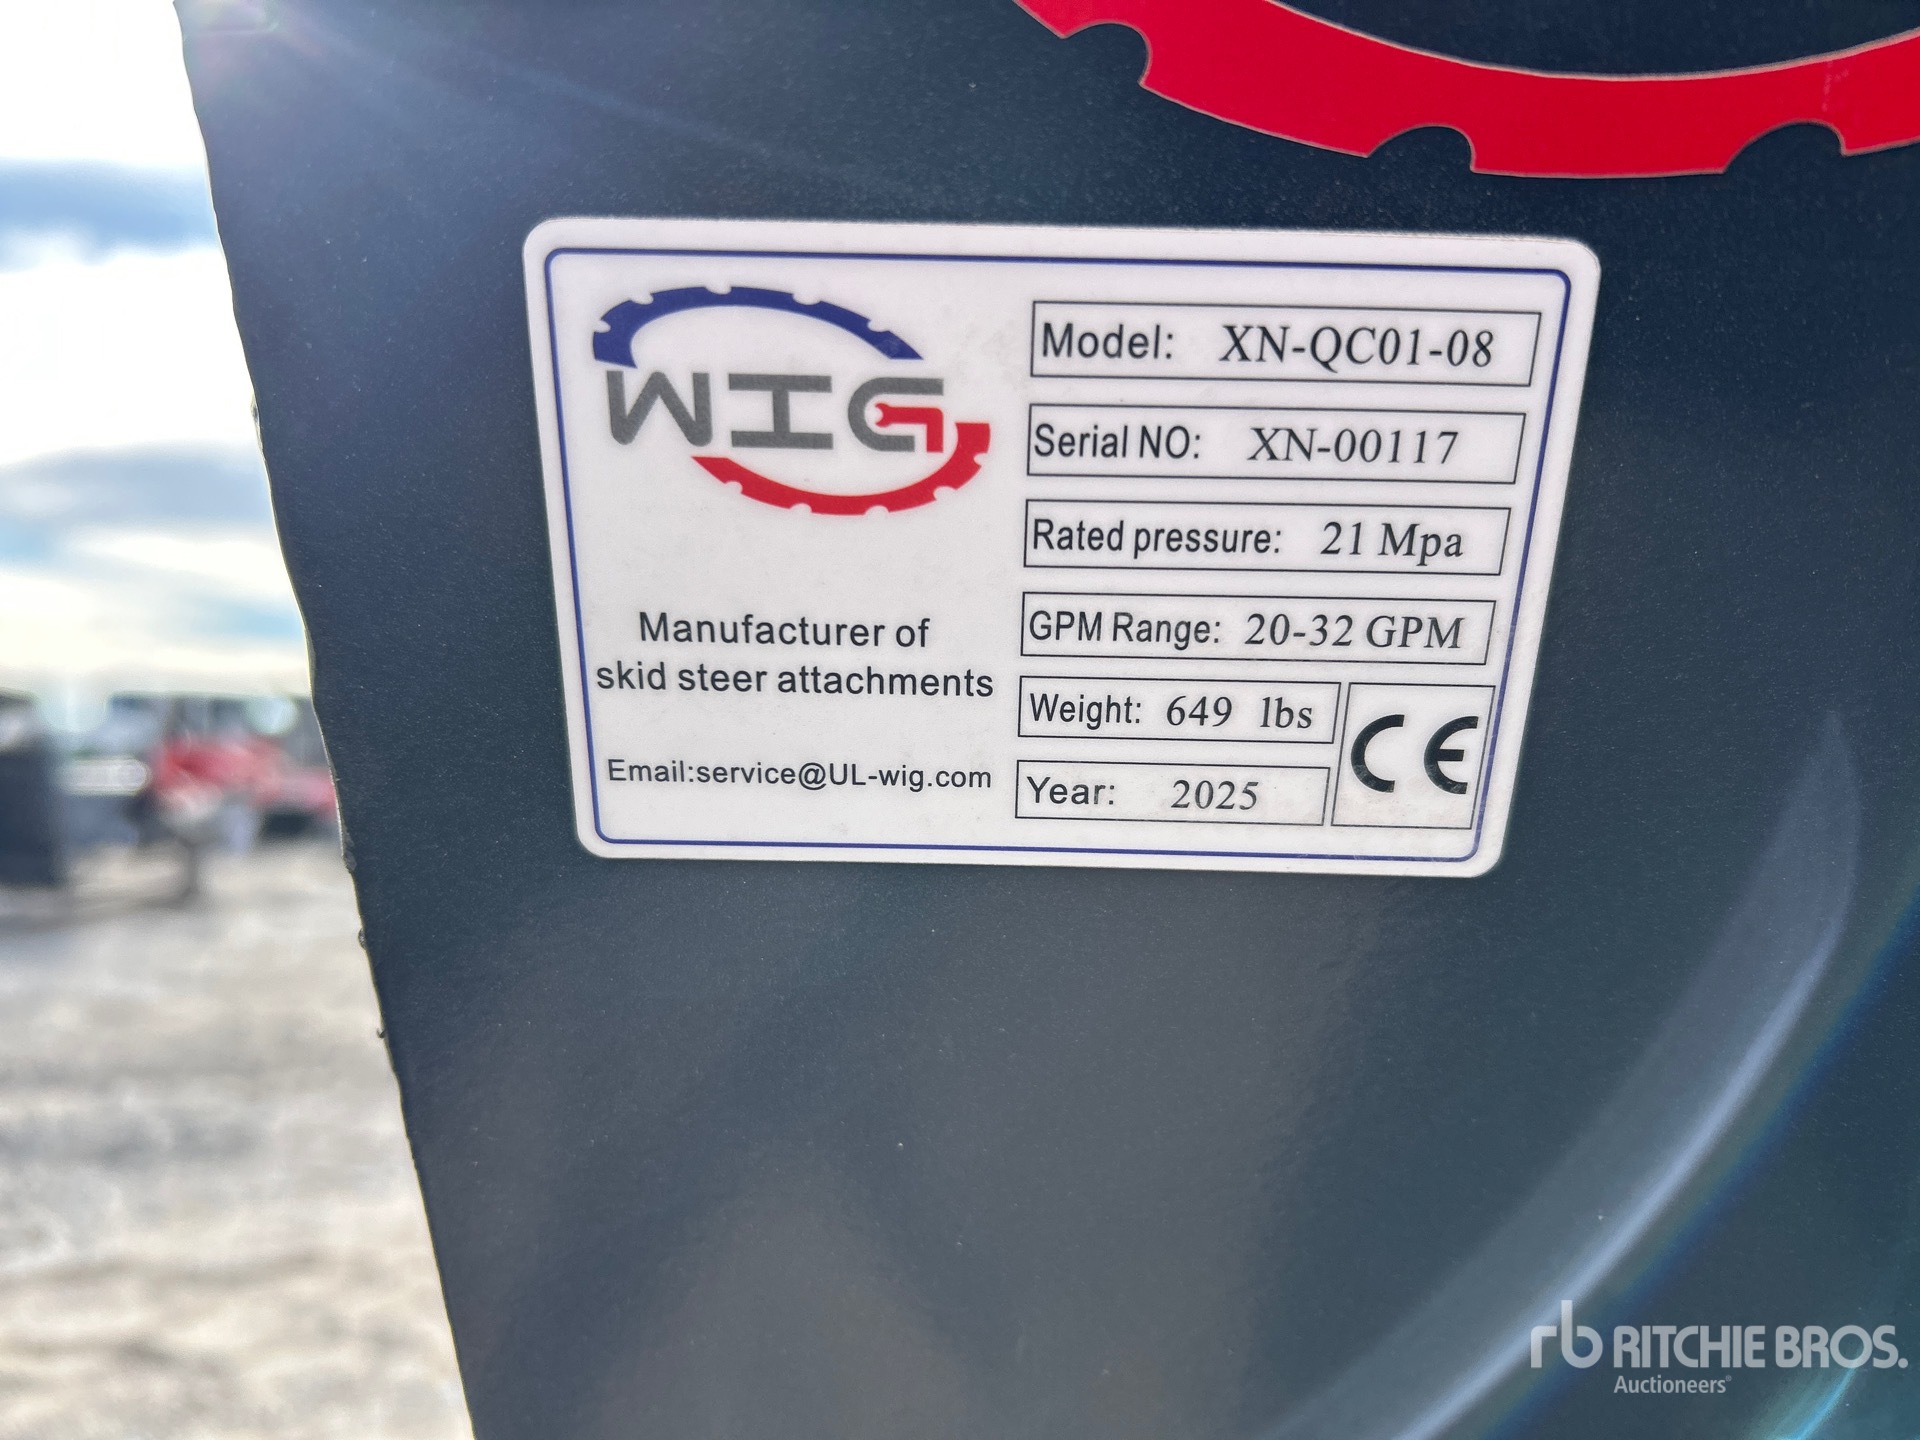 WIG
Manufacturer of
skid steer attachments
Email:service@UL-wig.com
Model: XN-QC01-08
Serial NO: XN-00117
Rated pressure: 21 Mpa
GPM Range: 20-32 GPM
Weight: 649 lbs
Year: 2025
CE
rb RITCHIE BROS.
Auctioneers®